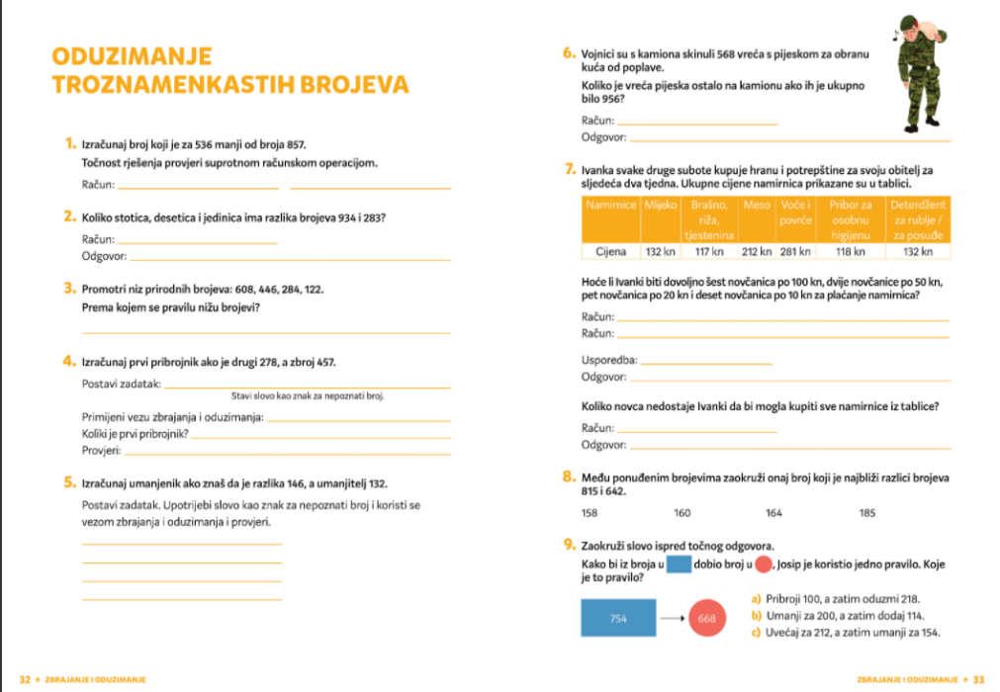 ODUZIMANJE
TROZNAMENKASTIH BROJEVA
1. Izračunaj broj koji je za 536 manji od broja 857.
Točnost rješenja provjeri suprotnom računskom operacijom.
Račun:
2. Koliko stotica, desetica i jedinica ima razlika brojeva 934 i 283?
Račun:
Odgovor:
3. Promotri niz prirodnih brojeva: 608, 446, 284, 122.
Prema kojem se pravilu nižu brojevi?
4. Izračunaj prvi pribrojnik ako je drugi 278, a zbroj 457.
Postavi zadatak:
Stavi slovo kao znak za nepoznati broj.
Primijeni vezu zbrajanja i oduzimanja:
Koliki je prvi pribrojnik?
Provjeri:
5. Izračunaj umanjenik ako znaš da je razlika 146, a umanjitelj 132.
Postavi zadatak. Upotrijebi slovo kao znak za nepoznati broj i koristi se
vezom zbrajanja i oduzimanja i provjeri.
32 * ZBRAJANJE I ODUZIMANJE
6. Vojnici su s kamiona skinuli 568 vreća s pijeskom za obranu
kuća od poplave.
Koliko je vreća pijeska ostalo na kamionu ako ih je ukupno
bilo 956?
Račun:
Odgovor:
7. Ivanka svake druge subote kupuje hranu i potrepštine za svoju obitelj za
sljedeća dva tjedna. Ukupne cijene namirnica prikazane su u tablici.
Namirnice Mlijeko Brašno, Meso Voće i Pribor za Deterdžent
riža, povrće osobnu za rublje /
tjestenina higijenu za posuđe
Cijena 132 kn 117 kn 212 kn 281 kn 118 kn 132 kn
Hoće li Ivanki biti dovoljno šest novčanica po 100 kn, dvije novčanice po 50 kn,
pet novčanica po 20 kn i deset novčanica po 10 kn za plaćanje namirnica?
Račun:
Račun:
Usporedba:
Odgovor:
Koliko novca nedostaje Ivanki da bi mogla kupiti sve namirnice iz tablice?
Račun:
Odgovor:
8. Među ponuđenim brojevima zaokruži onaj broj koji je najbliži razlici brojeva
815 i 642.
158 160 164 185
9. Zaokruži slovo ispred točnog odgovora.
Kako bi iz broja u dobio broj u , Josip je koristio jedno pravilo. Koje
je to pravilo?
754 668
a) Pribroji 100, a zatim oduzmi 218.
b) Umanji za 200, a zatim dodaj 114.
c) Uvećaj za 212, a zatim umanji za 154.
ZBRAJANJE I ODUZIMANJE * 33